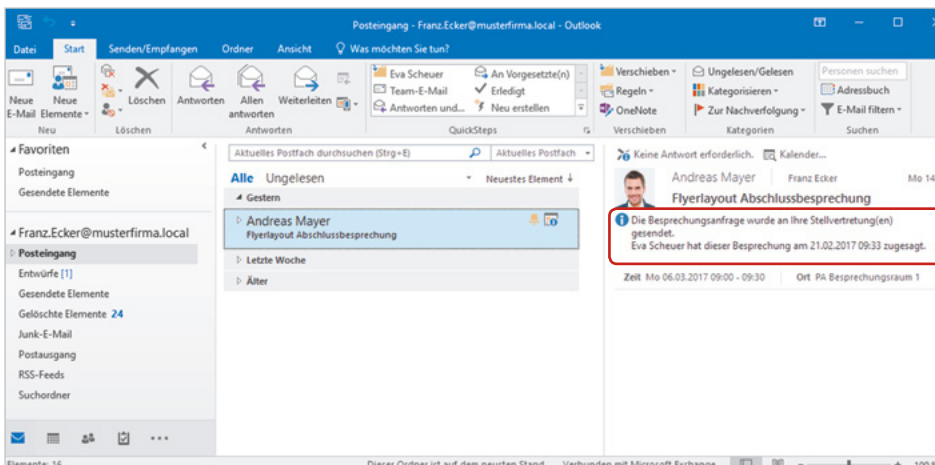 Posteingang - Franz.Ecker@musterfirma.local - Outlook
Datei Start Senden/Empfangen Ordner Ansicht Was möchten Sie tun?
Neue E-Mail
Neue Elemente
Löschen
Antworten
Allen antworten
Weiterleiten
Eva Scheuer
Team-E-Mail
Antworten und...
An Vorgesetzte(n)
Erledigt
Neu erstellen
Verschieben
Regeln
OneNote
Ungelesen/Gelesen
Kategorisieren
Zur Nachverfolgung
Personen suchen
Adressbuch
E-Mail filtern
Neu Löschen Antworten QuickSteps Verschieben Kategorien Suchen
Favoriten
Posteingang
Gesendete Elemente
Franz.Ecker@musterfirma.local
Posteingang
Entwürfe [1]
Gesendete Elemente
Gelöschte Elemente 24
Junk-E-Mail
Postausgang
RSS-Feeds
Suchordner
Aktuelles Postfach durchsuchen (Strg+E) Aktuelles Postfach
Alle Ungelesen Neuestes Element ↓
Gestern
Andreas Mayer
Flyerlayout Abschlussbesprechung
Letzte Woche
Älter
Keine Antwort erforderlich. Kalender...
Andreas Mayer Franz Ecker Mo 14
Flyerlayout Abschlussbesprechung
Die Besprechungsanfrage wurde an Ihre Stellvertretung(en)
gesendet.
Eva Scheuer hat dieser Besprechung am 21.02.2017 09:33 zugesagt.
Zeit Mo 06.03.2017 09:00 - 09:30 Ort PA Besprechungsraum 1
Elemente: 16 Dieser Ordner ist auf dem neusten Stand. Verbunden mit Microsoft Exchange 100 %